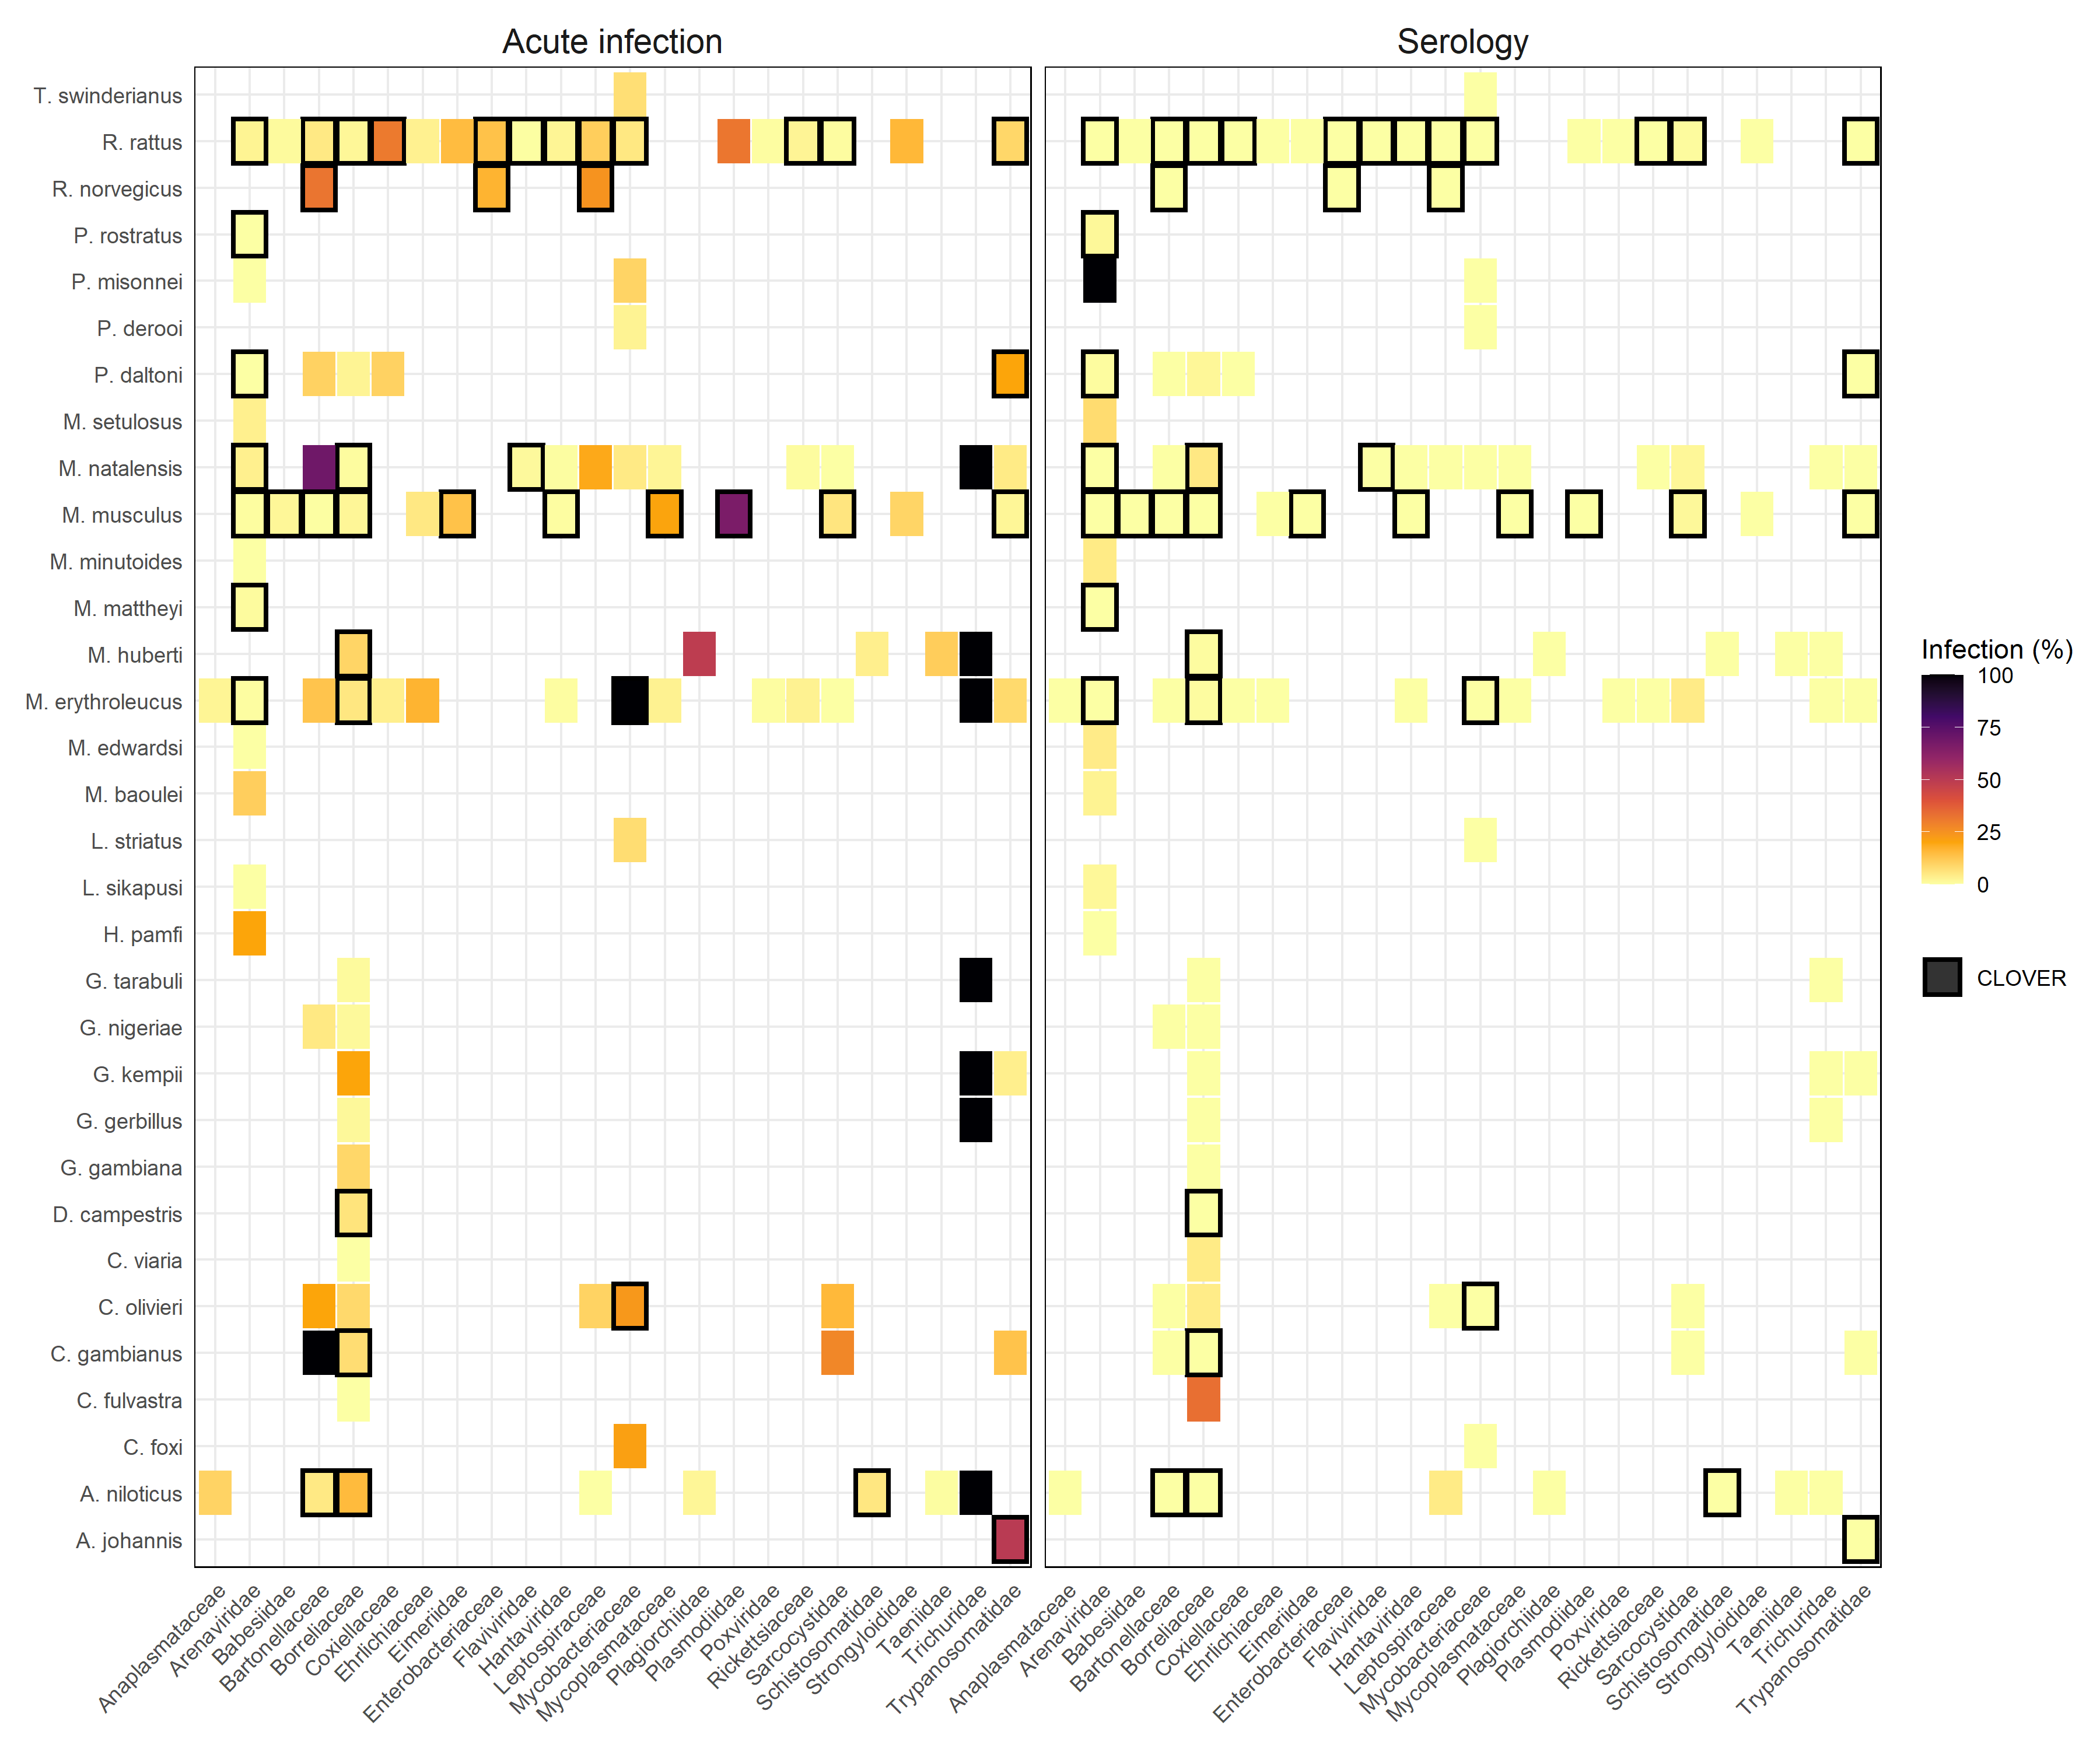 Acute infection
Serology
T. swinderianus
R. rattus
R. norvegicus
P. rostratus
P. misonnei
P. derooi
P. daltoni
M. setulosus
M. natalensis
M. musculus
M. minutoides
M. mattheyi
M. huberti
M. erythroleucus
M. edwardsi
M. baoulei
L. striatus
L. sikapusi
H. pamfi
G. tarabuli
G. nigeriae
G. kempii
G. gerbillus
G. gambiana
D. campestris
C. viaria
C. olivieri
C. gambianus
C. fulvastra
C. foxi
A. niloticus
A. johannis
Anaplasmataceae
Arenaviridae
Babesiidae
Bartonellaceae
Borreliaceae
Coxiellaceae
Ehrlichiaceae
Eimeriidae
Enterobacteriaceae
Flaviviridae
Hantaviridae
Leptospiraceae
Mycobacteriaceae
Mycoplasmataceae
Plagiorchiidae
Plasmodiidae
Poxviridae
Rickettsiaceae
Sarcocystidae
Schistosomatidae
Strongyloididae
Taeniidae
Trichuridae
Trypanosomatidae
Anaplasmataceae
Arenaviridae
Babesiidae
Bartonellaceae
Borreliaceae
Coxiellaceae
Ehrlichiaceae
Eimeriidae
Enterobacteriaceae
Flaviviridae
Hantaviridae
Leptospiraceae
Mycobacteriaceae
Mycoplasmataceae
Plagiorchiidae
Plasmodiidae
Poxviridae
Rickettsiaceae
Sarcocystidae
Schistosomatidae
Strongyloididae
Taeniidae
Trichuridae
Trypanosomatidae
Infection (%)
100
75
50
25
0
CLOVER